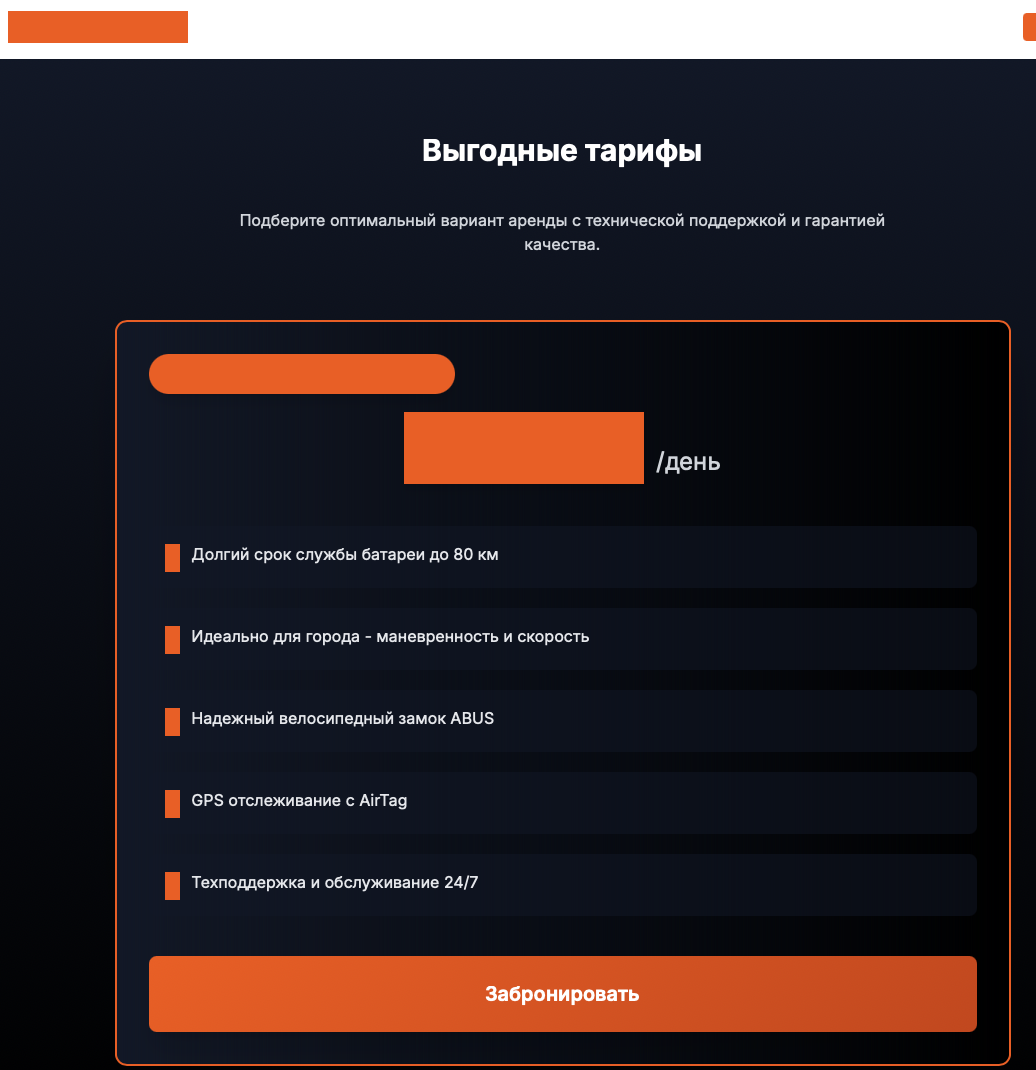 Выгодные тарифы
Подберите оптимальный вариант аренды с технической поддержкой и гарантией
качества.
/день
Долгий срок службы батареи до 80 км
Идеально для города - маневренность и скорость
Надежный велосипедный замок ABUS
GPS отслеживание с AirTag
Техподдержка и обслуживание 24/7
Забронировать